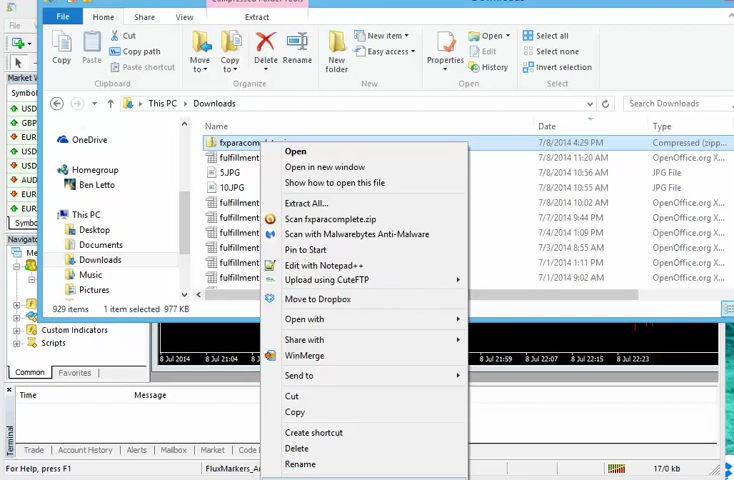 File
Home
Share
View
Extract
Copy
Paste
Cut
Copy path
Paste shortcut
Clipboard
Move to
Copy to
Delete
Rename
Organize
New folder
New item
Easy access
New
Properties
Open
Edit
History
Open
Select all
Select none
Invert selection
Select
This PC
Downloads
Search Downloads
Market
Symbo
USD
GBP
EUR
USD
USD
AUD
EUR
EUR
Symbo
Navigator
Common
Favorites
Custom Indicators
Scripts
OneDrive
Homegroup
Ben Letto
This PC
Desktop
Documents
Downloads
Music
Pictures
929 items 1 item selected 977 KB
Name
Date
Type
7/8/2014 4:29 PM Compressed (zipp...
fulfillment 7/8/2014 11:20 AM OpenOffice.org X...
5.JPG 7/8/2014 10:56 AM JPG File
10.JPG 7/8/2014 10:55 AM JPG File
fulfillment 7/8/2014 10:02 AM OpenOffice.org X...
fulfillment 7/7/2014 9:44 PM OpenOffice.org X...
fulfillment 7/4/2014 1:09 PM OpenOffice.org X...
fulfillment 7/3/2014 8:55 AM OpenOffice.org X...
fulfillment 7/1/2014 1:11 PM OpenOffice.org X...
fulfillment 7/1/2014 9:02 AM OpenOffice.org X...
Open
Open in new window
Show how to open this file
Extract All...
Scan fxparacomplete.zip
Scan with Malwarebytes Anti-Malware
Pin to Start
Edit with Notepad++
Upload using CuteFTP
Move to Dropbox
Open with
Share with
WinMerge
Send to
Cut
Copy
Create shortcut
Delete
Rename
8 Jul 2014 8 Jul 21:04 8 Jul 21:59 8 Jul 22:07 8 Jul 22:15 8 Jul 22:23
Time
Message
Terminal
Trade
Account History
Alerts
Mailbox
Market
For Help, press F1
17/0 kb